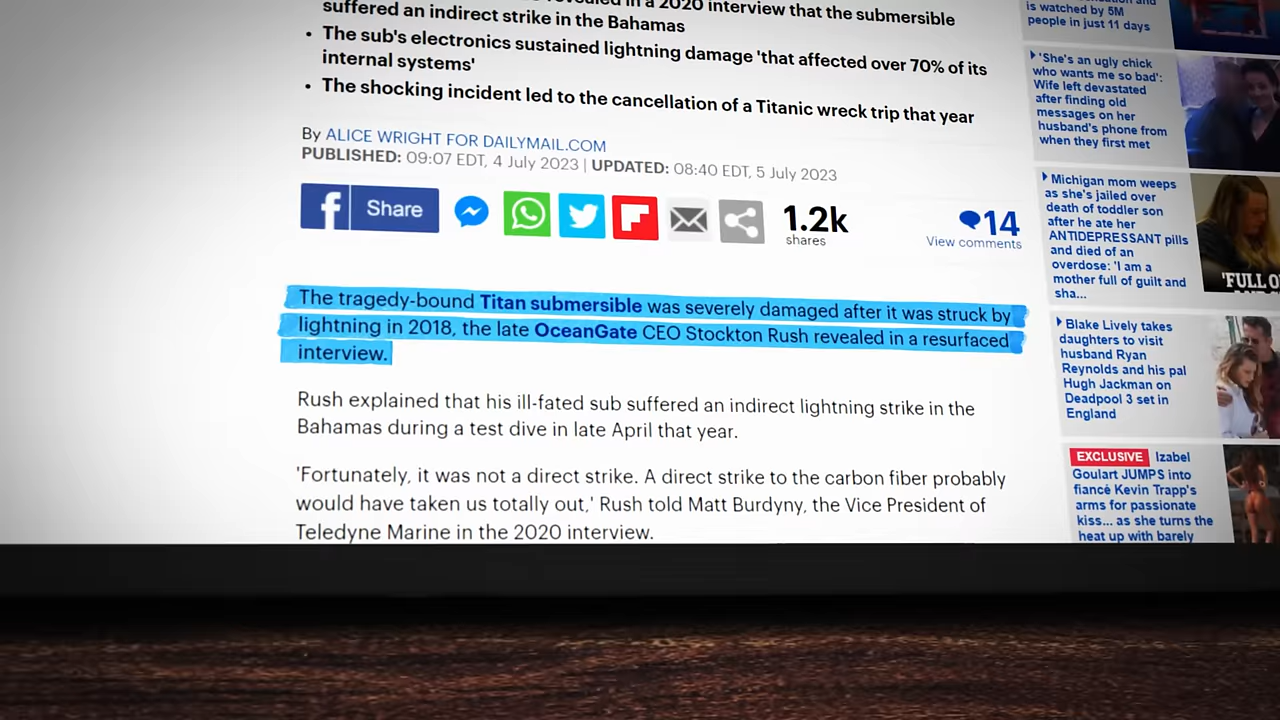 revealed in a 2020 interview that the submersible
suffered an indirect strike in the Bahamas
• The sub's electronics sustained lightning damage 'that affected over 70% of its
internal systems'
• The shocking incident led to the cancellation of a Titanic wreck trip that year
By ALICE WRIGHT FOR DAILYMAIL.COM
PUBLISHED: 09:07 EDT, 4 July 2023 | UPDATED: 08:40 EDT, 5 July 2023
f Share
1.2k
shares
14
View comments
The tragedy-bound Titan submersible was severely damaged after it was struck by
lightning in 2018, the late OceanGate CEO Stockton Rush revealed in a resurfaced
interview.
Rush explained that his ill-fated sub suffered an indirect lightning strike in the
Bahamas during a test dive in late April that year.
'Fortunately, it was not a direct strike. A direct strike to the carbon fiber probably
would have taken us totally out,' Rush told Matt Burdyny, the Vice President of
Teledyne Marine in the 2020 interview.
and
is watched by 5M
people in just 11 days
'She's an ugly chick
who wants me so bad':
Wife left devastated
after finding old
messages on her
husband's phone from
when they first met
Michigan mom weeps
as she's jailed over
death of toddler son
after he ate her
ANTIDEPRESSANT pills
and died of an
overdose: 'I am a
mother full of guilt and
sha...
'FULL O
Blake Lively takes
daughters to visit
husband Ryan
Reynolds and his pal
Hugh Jackman on
Deadpool 3 set in
England
EXCLUSIVE Izabel
Goulart JUMPS into
fiancé Kevin Trapp's
arms for passionate
kiss... as she turns the
heat up with barely